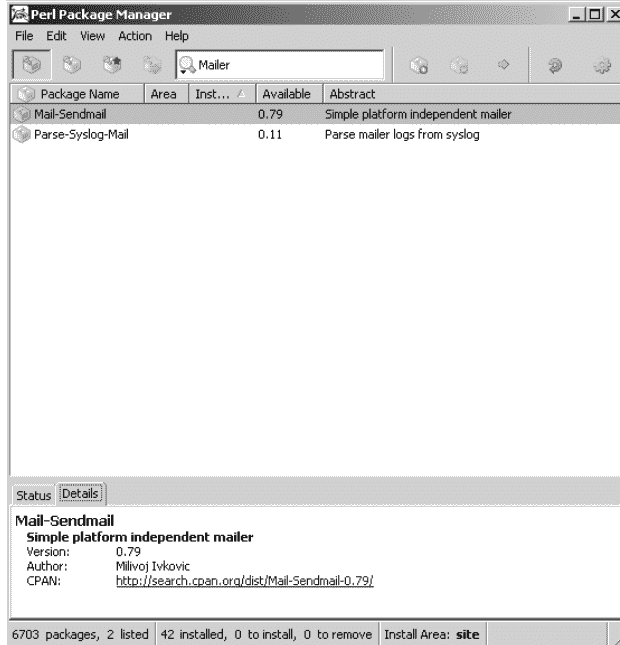 Perl Package Manager
File Edit View Action Help
Mailer
Package Name Area Inst... Available Abstract
Mail-Sendmail 0.79 Simple platform independent mailer
Parse-Syslog-Mail 0.11 Parse mailer logs from syslog
Status Details
Mail-Sendmail
Simple platform independent mailer
Version: 0.79
Author: Milivoj Ivkovic
CPAN: http://search.cpan.org/dist/Mail-Sendmail-0.79/
6703 packages, 2 listed 42 installed, 0 to install, 0 to remove Install Area: site